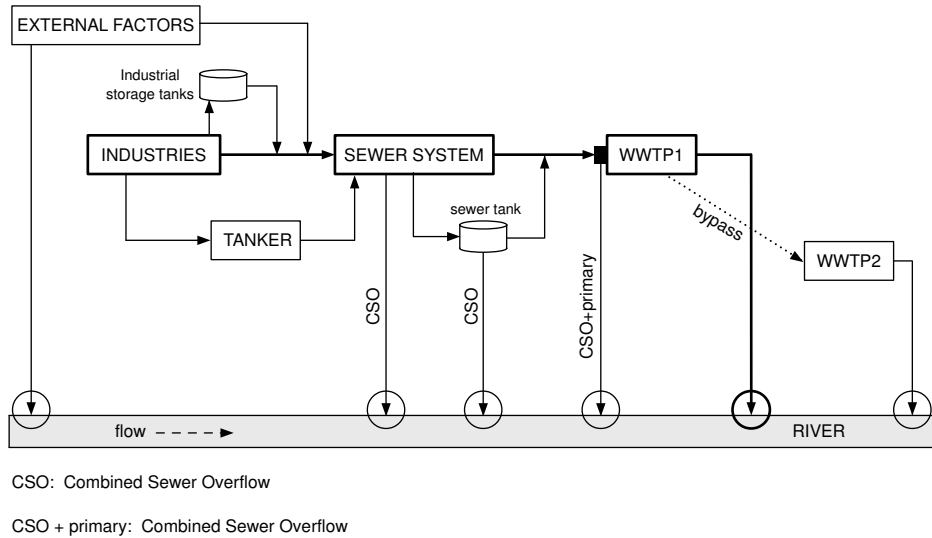 EXTERNAL FACTORS
Industrial
storage tanks
INDUSTRIES
SEWER SYSTEM
WWTP1
sewer tank
TANKER
bypass
WWTP2
CSO
CSO
CSO+primary
flow
RIVER
CSO: Combined Sewer Overflow
CSO + primary: Combined Sewer Overflow